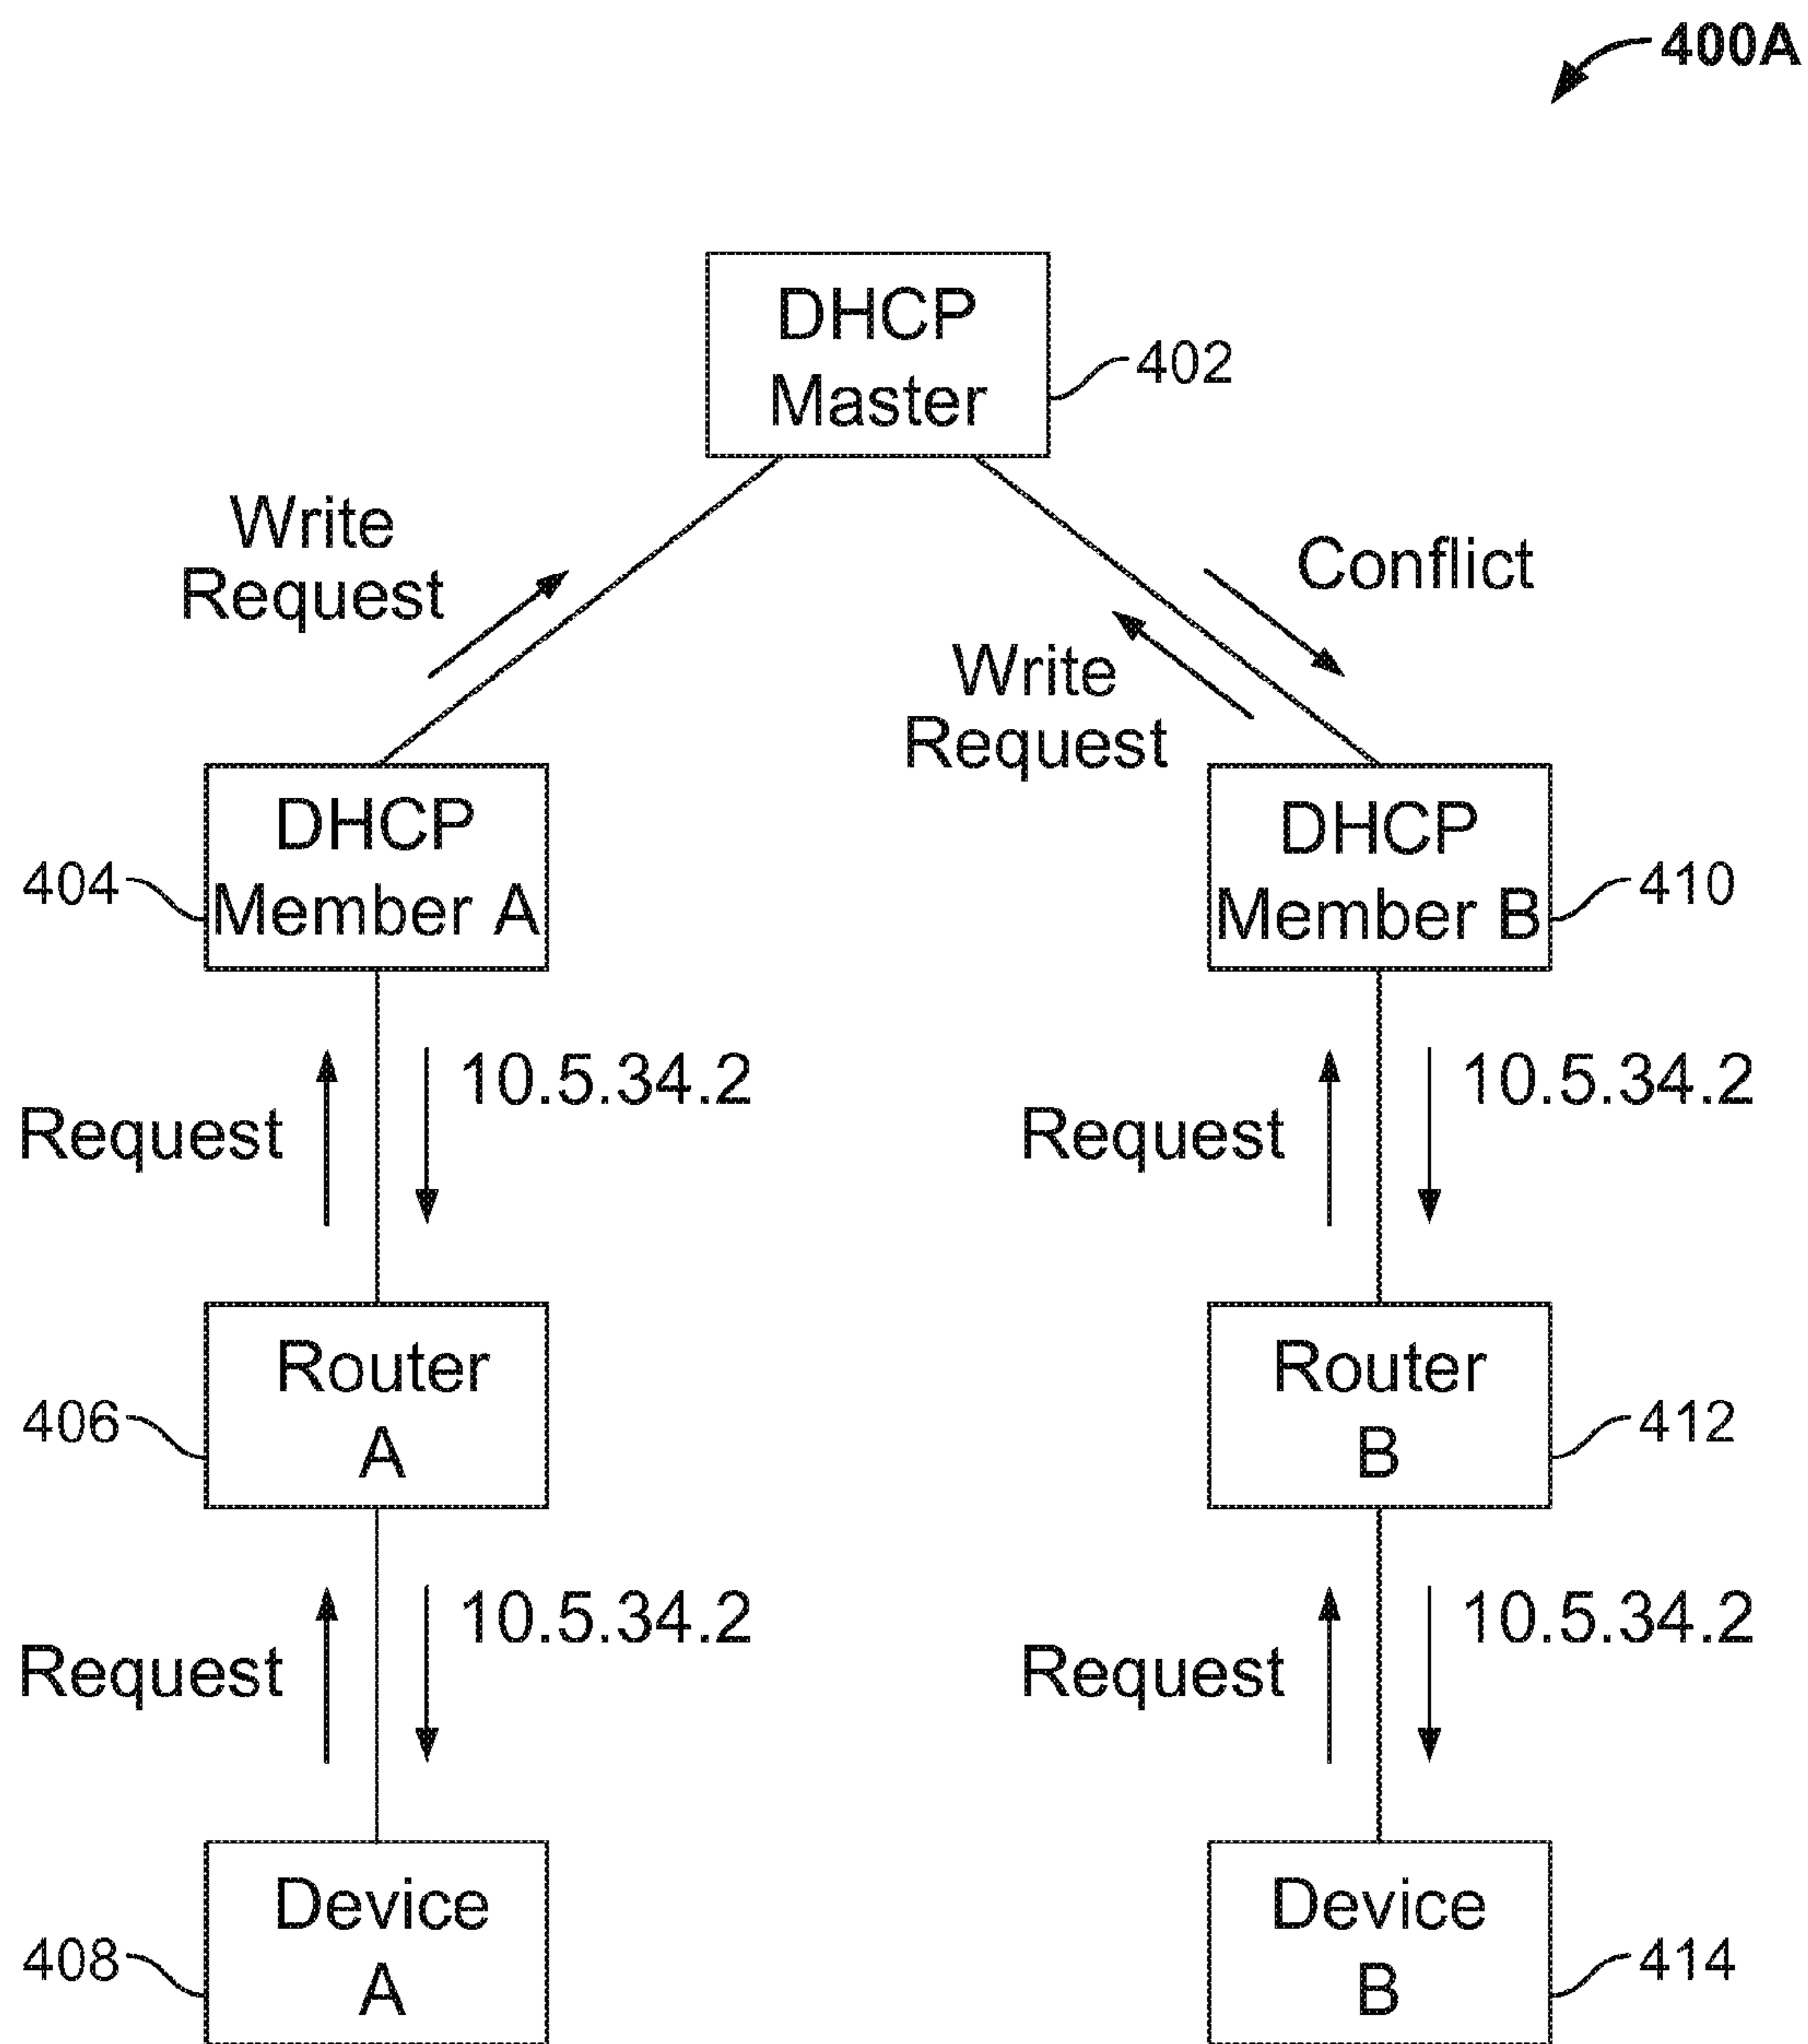 400A
DHCP
Master
402
Write
Request
Conflict
Write
Request
DHCP
Member A
404
DHCP
Member B
410
Request
10.5.34.2
Request
10.5.34.2
Router
A
406
Router
B
412
Request
10.5.34.2
Request
10.5.34.2
Device
A
408
Device
B
414